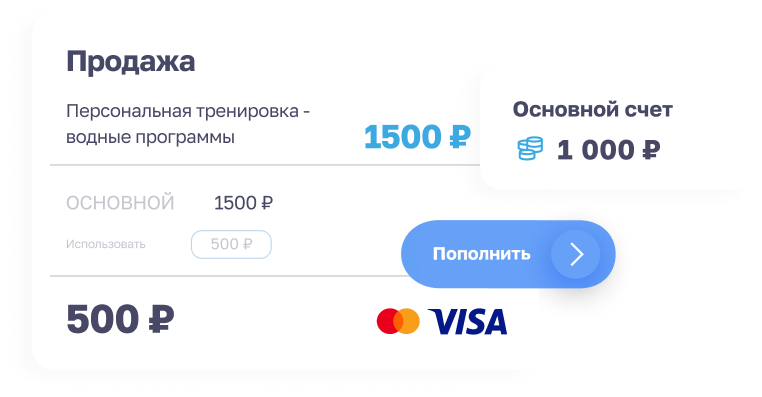 Продажа
Персональная тренировка -
водные программы
1500 ₽
Основной счет
1 000 ₽
ОСНОВНОЙ 1500 ₽
Использовать 500 ₽
Пополнить
500 ₽
VISA